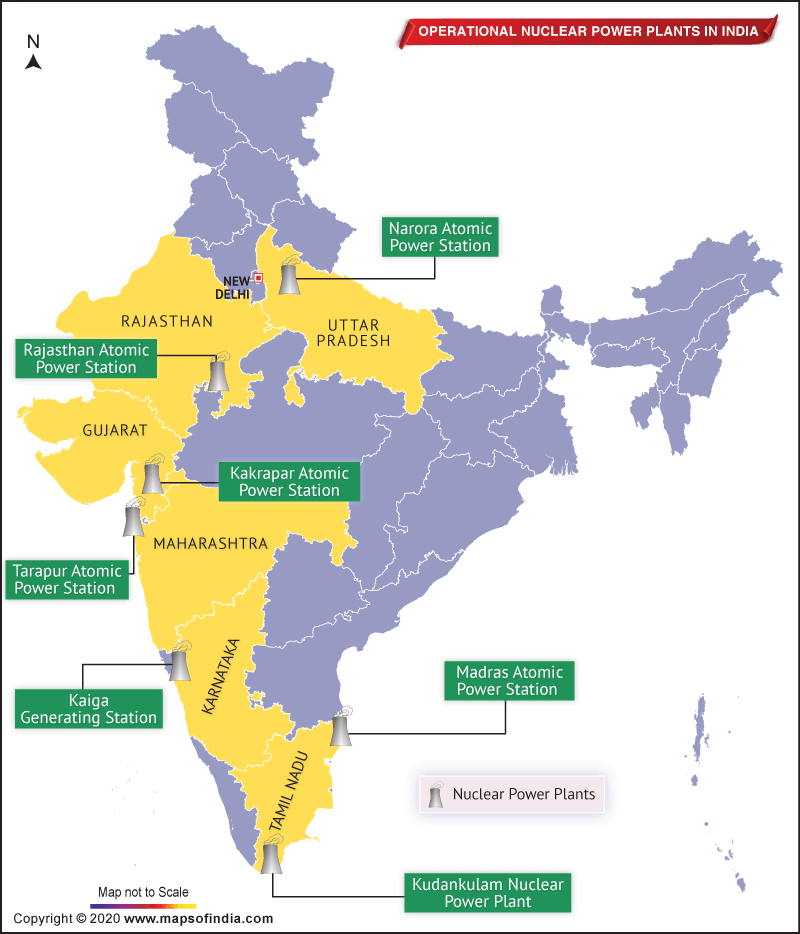 OPERATIONAL NUCLEAR POWER PLANTS IN INDIA
N
Narora Atomic
Power Station
NEW
DELHI
RAJASTHAN
UTTAR
PRADESH
Rajasthan Atomic
Power Station
GUJARAT
Kakrapar Atomic
Power Station
MAHARASHTRA
Tarapur Atomic
Power Station
KARNATAKA
Kaiga
Generating Station
Madras Atomic
Power Station
TAMIL NADU
Nuclear Power Plants
Kudankulam Nuclear
Power Plant
Map not to Scale
Copyright © 2020 www.mapsofindia.com